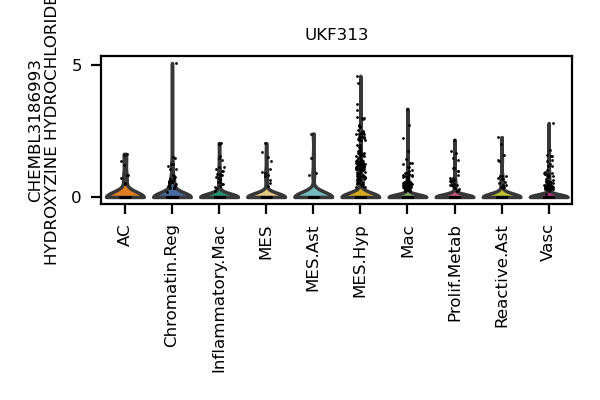 UKF313
CHEMBL3186993
HYDROXYZINE HYDROCHLORIDE
5
0
AC
Chromatin.Reg
Inflammatory.Mac
MES
MES.Ast
MES.Hyp
Mac
Prolif.Metab
Reactive.Ast
Vasc